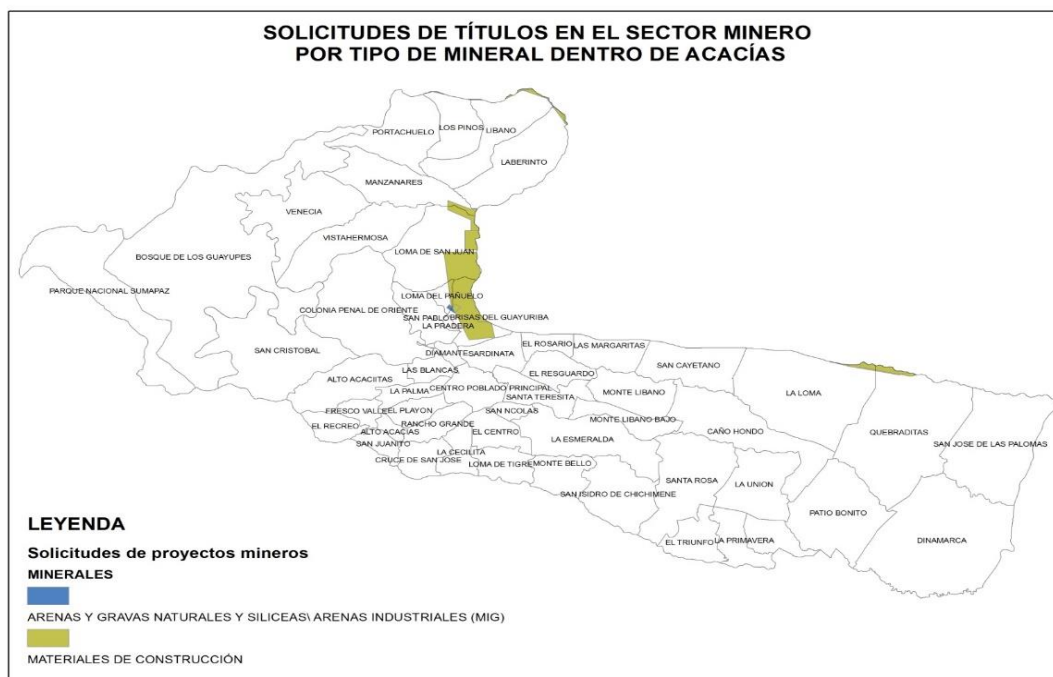 SOLICITUDES DE TÍTULOS EN EL SECTOR MINERO
POR TIPO DE MINERAL DENTRO DE ACACÍAS
PORTACHUELO
LOS PINOS
LIBANO
LABERINTO
MANZANARES
VENECIA
VISTAHERMOSA
LOMA DE SAN JUAN
BOSQUE DE LOS GUAYUPES
PARQUE NACIONAL SUMAPAZ
LOMA DEL PAÑUELO
COLONIA PENAL DE ORIENTE
SAN PABLO
BRISAS DEL GUAYURIBA
LA PRADERA
SAN CRISTOBAL
DIAMANTE
SARDINATA
EL ROSARIO
LAS MARGARITAS
SAN CAYETANO
LAS BLANCAS
EL RESGUARDO
ALTO ACACIITAS
LA PALMA
CENTRO POBLADO PRINCIPAL
SANTA TERESITA
MONTE LIBANO
LA LOMA
FRESCO VALLE
EL PLAYON
SAN NCOLAS
EL RECREO
RANCHO GRANDE
MONTE LIBANO BAJO
ALTO ACACÍAS
EL CENTRO
CAÑO HONDO
QUEBRADITAS
SAN JOSE DE LAS PALOMAS
SAN JUANITO
LA ESMERALDA
LA CECILITA
CRUCE DE SAN JOSE
LOMA DE TIGRE
MONTE BELLO
SANTA ROSA
LA UNION
SAN ISIDRO DE CHICHIMENE
PATIO BONITO
EL TRIUNFO
LA PRIMAVERA
DINAMARCA
LEYENDA
Solicitudes de proyectos mineros
MINERALES
ARENAS Y GRAVAS NATURALES Y SILICEAS\ ARENAS INDUSTRIALES (MIG)
MATERIALES DE CONSTRUCCIÓN